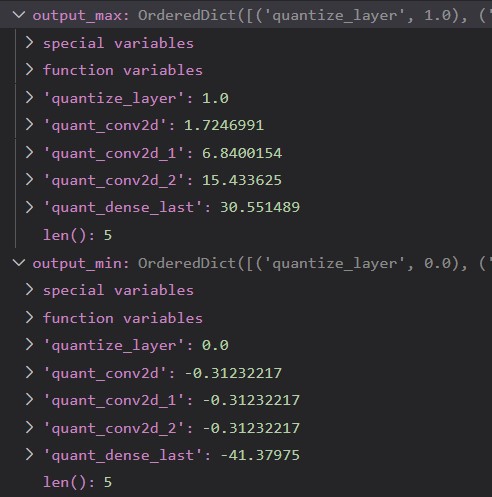 output_max: OrderedDict([('quantize_layer', 1.0), ('
special variables
function variables
'quantize_layer': 1.0
'quant_conv2d': 1.7246991
'quant_conv2d_1': 6.8400154
'quant_conv2d_2': 15.433625
'quant_dense_last': 30.551489
len(): 5
output_min: OrderedDict([('quantize_layer', 0.0), ('
special variables
function variables
'quantize_layer': 0.0
'quant_conv2d': -0.31232217
'quant_conv2d_1': -0.31232217
'quant_conv2d_2': -0.31232217
'quant_dense_last': -41.37975
len(): 5